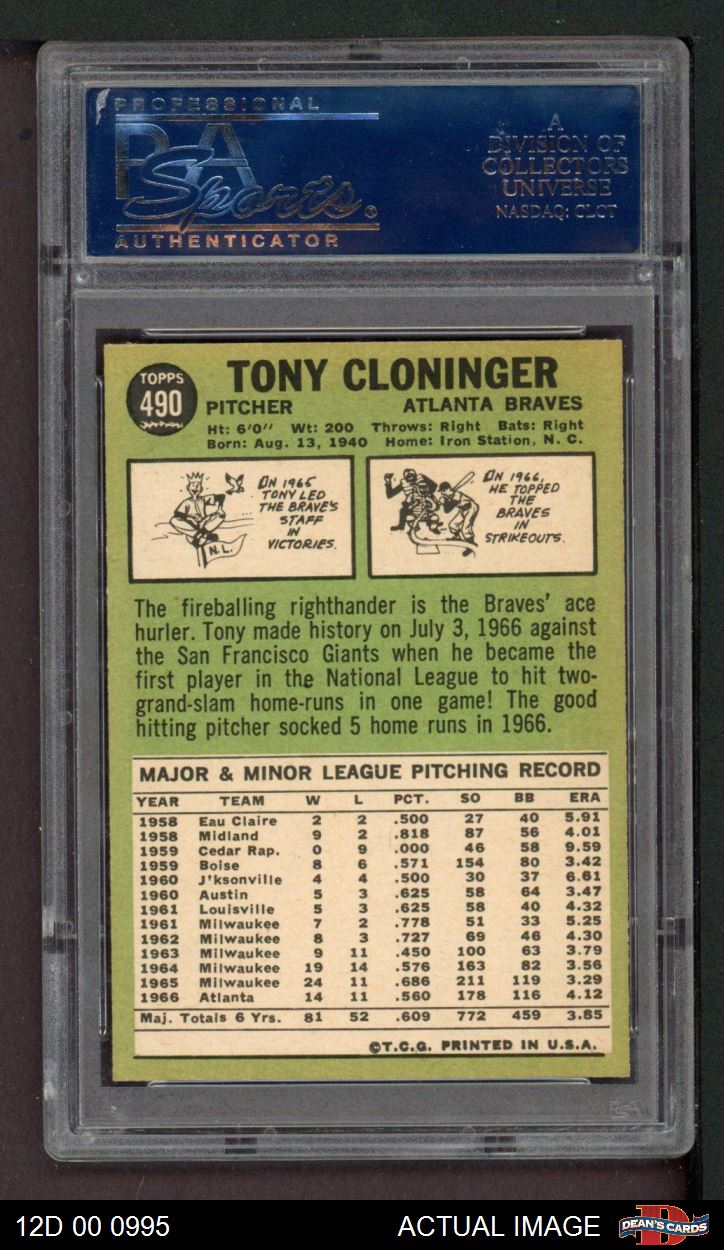 PROFESSIONAL
PSA
Sports
AUTHENTICATOR
A
DIVISION OF
COLLECTORS
UNIVERSE
NASDAQ: CLCT
TOPPS
490
TONY CLONINGER
PITCHER ATLANTA BRAVES
Ht: 6'0" Wt: 200 Throws: Right Bats: Right
Born: Aug. 13, 1940 Home: Iron Station, N. C.
IN 1965
TONY LED
THE BRAVE'S
STAFF
IN
VICTORIES.
N.L.
IN 1966,
HE TOPPED
THE
BRAVES
IN
STRIKEOUTS.
The fireballing righthander is the Braves' ace
hurler. Tony made history on July 3, 1966 against
the San Francisco Giants when he became the
first player in the National League to hit two-
grand-slam home-runs in one game! The good
hitting pitcher socked 5 home runs in 1966.
MAJOR & MINOR LEAGUE PITCHING RECORD
YEAR TEAM W L PCT. SO BB ERA
1958 Eau Claire 2 2 .500 27 40 5.91
1958 Midland 9 2 .818 87 56 4.01
1959 Cedar Rap. 0 9 .000 46 58 9.59
1959 Boise 8 6 .571 154 80 3.42
1960 J'ksonville 4 4 .500 30 37 6.61
1960 Austin 5 3 .625 58 64 3.47
1961 Louisville 5 3 .625 58 40 4.32
1961 Milwaukee 7 2 .778 51 33 5.25
1962 Milwaukee 8 3 .727 69 46 4.30
1963 Milwaukee 9 11 .450 100 63 3.79
1964 Milwaukee 19 14 .576 163 82 3.56
1965 Milwaukee 24 11 .686 211 119 3.29
1966 Atlanta 14 11 .560 178 116 4.12
Maj. Totals 6 Yrs. 81 52 .609 772 459 3.85
©T.C.G. PRINTED IN U.S.A.
PSA
12D 00 0995 ACTUAL IMAGE DEAN'S CARDS